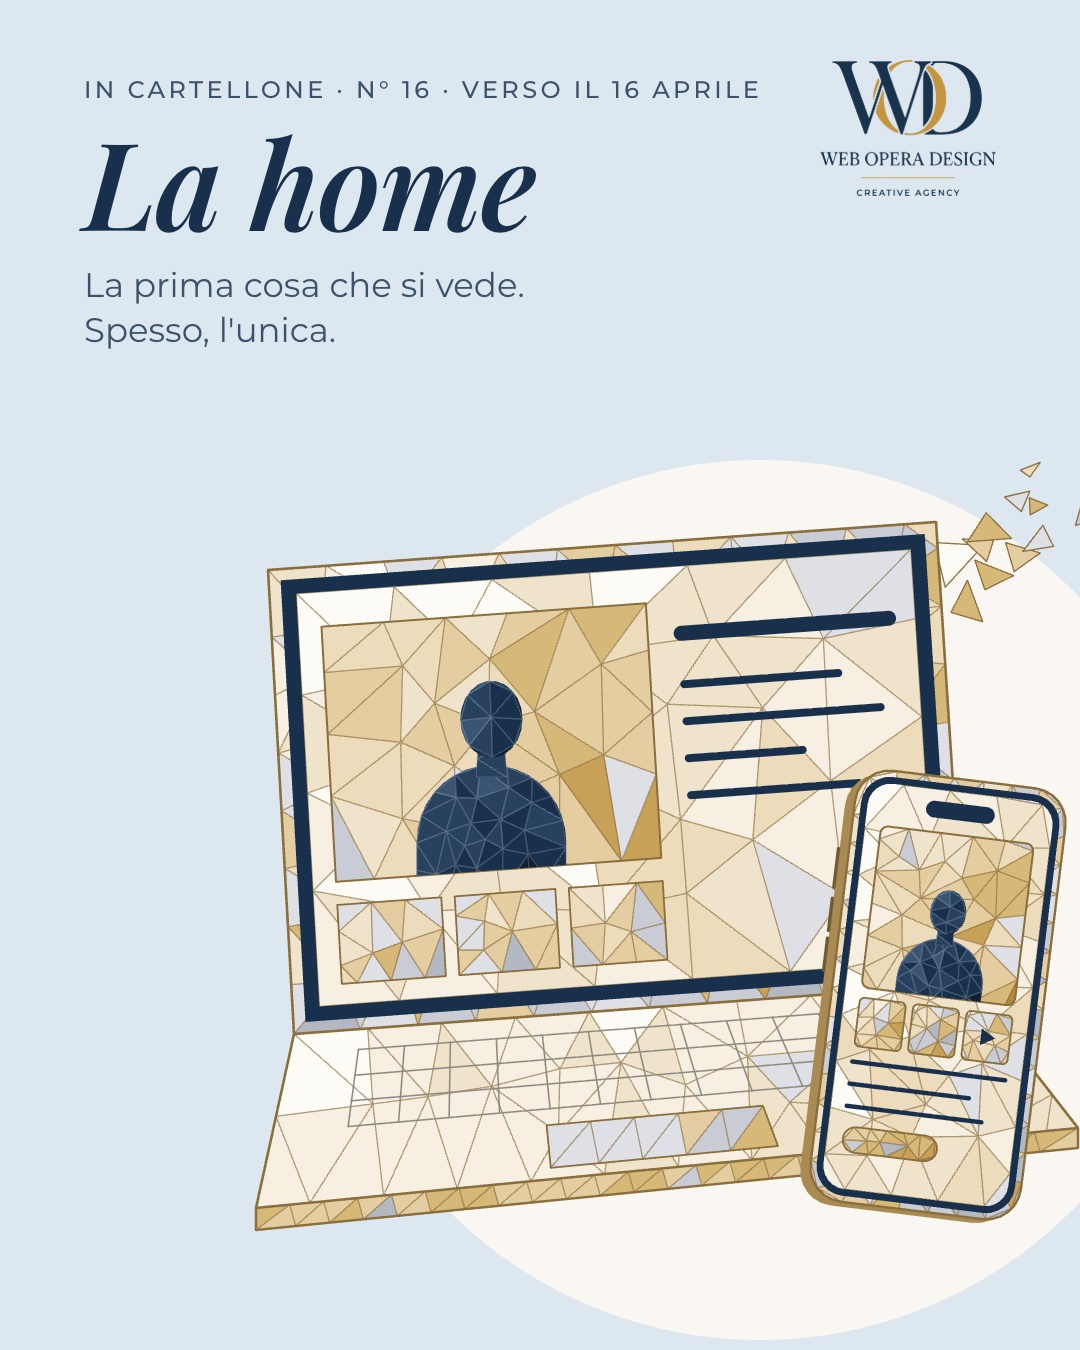 IN CARTELLONE · N° 16 · VERSO IL 16 APRILE
La home
La prima cosa che si vede.
Spesso, l'unica.
WOD
WEB OPERA DESIGN
CREATIVE AGENCY